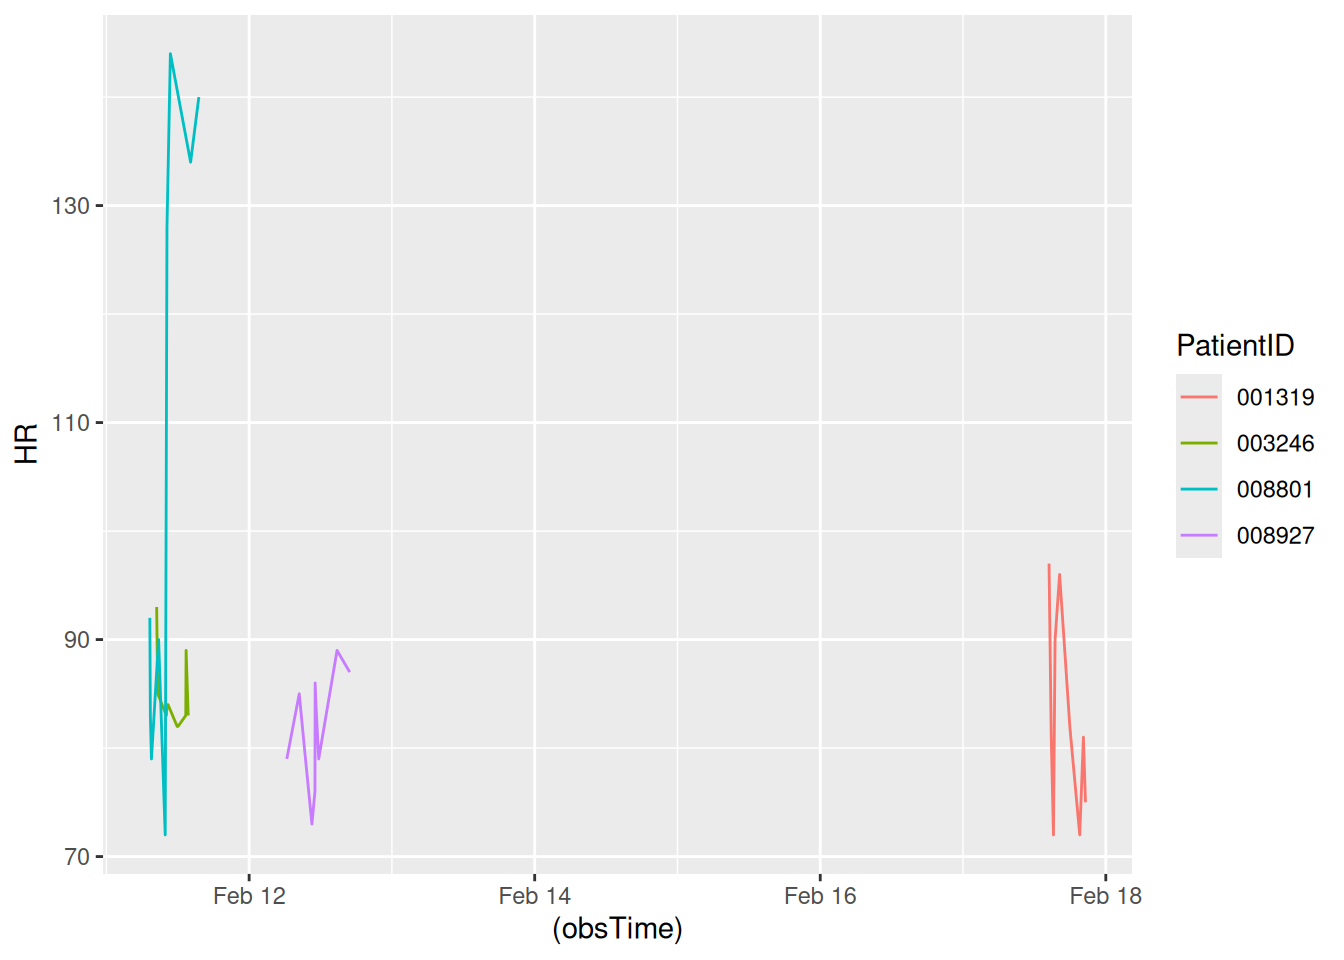 HR
130
110
90
70
Feb 12
Feb 14
Feb 16
Feb 18
(obsTime)
PatientID
001319
003246
008801
008927